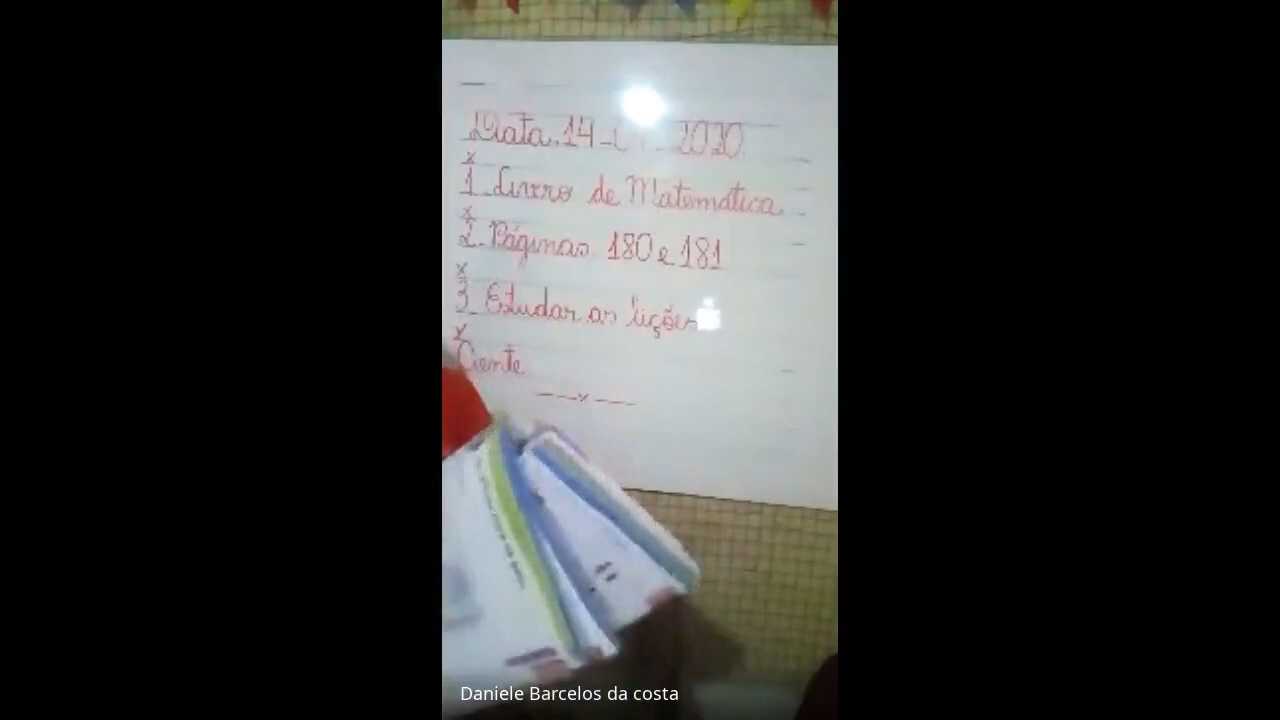 Data. 14 - 2020
x
1. Livro de Matemática
x
2. Páginas 180 e 181
x
3. Estudar as lições
x
Ciente
——x——
Daniele Barcelos da costa